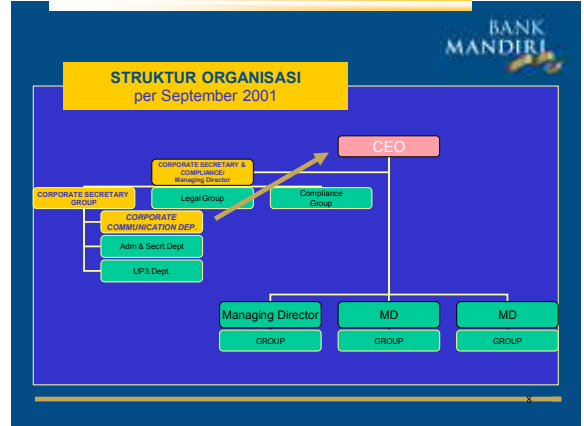 BANK
MANDIRI
STRUKTUR ORGANISASI
per September 2001
CEO
CORPORATE SECRETARY &
COMPLIANCE/
Managing Director
CORPORATE SECRETARY
GROUP
Legal Group
Compliance
Group
CORPORATE
COMMUNICATION DEP.
Adm & Secrt.Dept
UP3.Dept.
Managing Director
MD
MD
GROUP
GROUP
GROUP
8